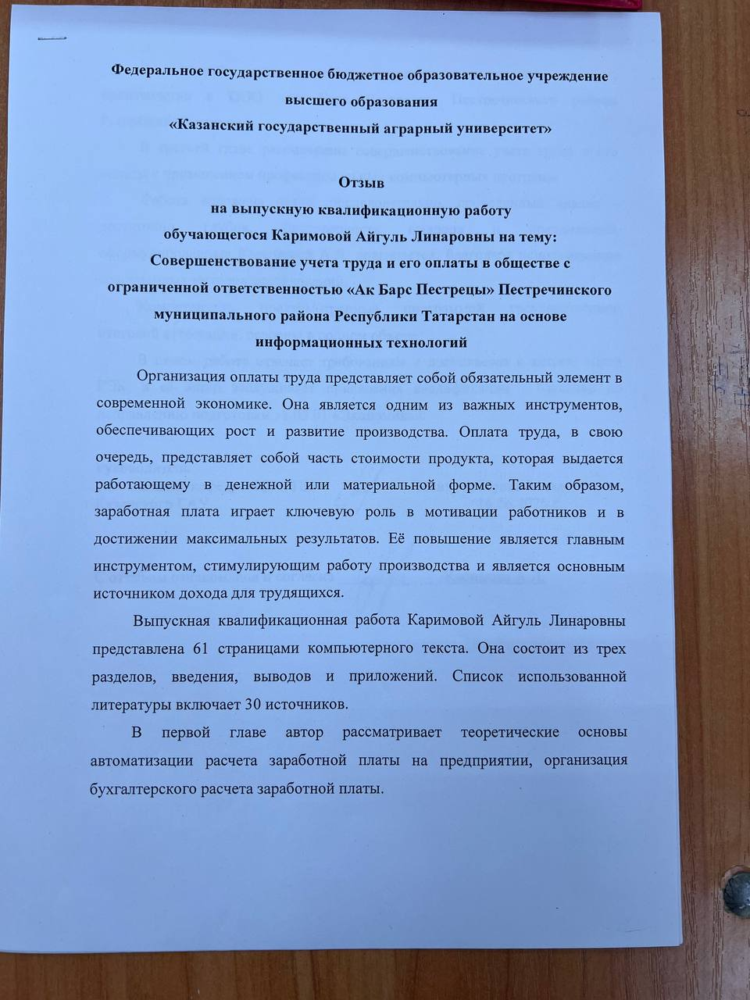 Федеральное государственное бюджетное образовательное учреждение
высшего образования
«Казанский государственный аграрный университет»
Отзыв
на выпускную квалификационную работу
обучающегося Каримовой Айгуль Линаровны на тему:
Совершенствование учета труда и его оплаты в обществе с
ограниченной ответственностью «Ак Барс Пестрецы» Пестречинского
муниципального района Республики Татарстан на основе
информационных технологий
Организация оплаты труда представляет собой обязательный элемент в
современной экономике. Она является одним из важных инструментов,
обеспечивающих рост и развитие производства. Оплата труда, в свою
очередь, представляет собой часть стоимости продукта, которая выдается
работающему в денежной или материальной форме. Таким образом,
заработная плата играет ключевую роль в мотивации работников и в
достижении максимальных результатов. Её повышение является главным
инструментом, стимулирующим работу производства и является основным
источником дохода для трудящихся.
Выпускная квалификационная работа Каримовой Айгуль Линаровны
представлена 61 страницами компьютерного текста. Она состоит из трех
разделов, введения, выводов и приложений. Список использованной
литературы включает 30 источников.
В первой главе автор рассматривает теоретические основы
автоматизации расчета заработной платы на предприятии, организация
бухгалтерского расчета заработной платы.